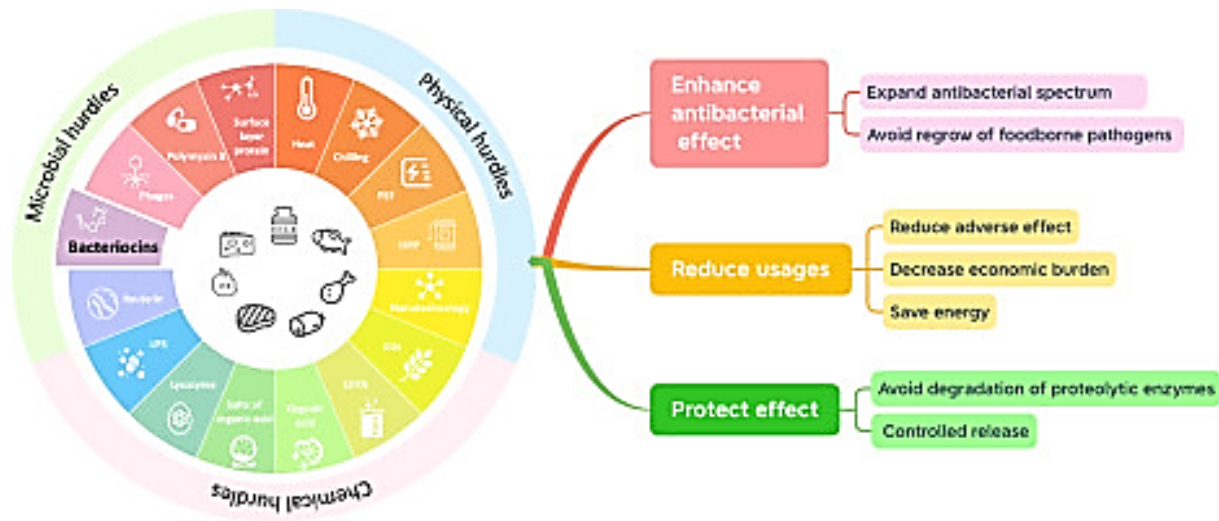 Microbial hurdles
Physical hurdles
Chemical hurdles
Surface
layer
protein
Heat
Chilling
PEF
HPP
Nanotechnology
EOs
EDTA
Organic
acid
Salts of
organic acid
Lysozyme
LPS
Reuterin
Bacteriocins
Phages
Polymyxin B
MILK
Enhance
antibacterial
effect
Expand antibacterial spectrum
Avoid regrow of foodborne pathogens
Reduce usages
Reduce adverse effect
Decrease economic burden
Save energy
Protect effect
Avoid degradation of proteolytic enzymes
Controlled release